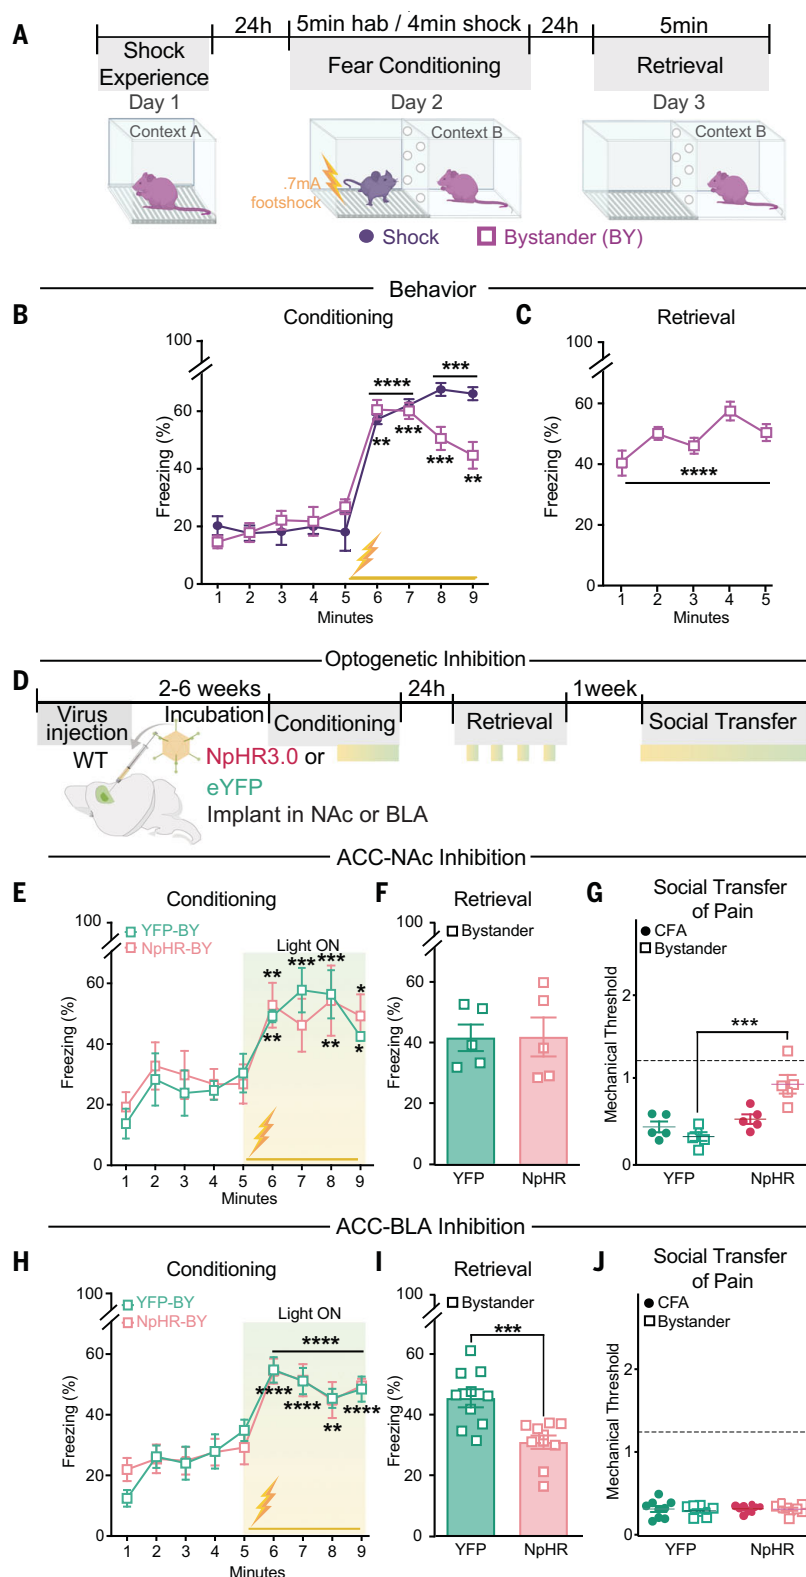 A
24h
5min hab / 4min shock
24h
5min
Shock
Experience
Fear Conditioning
Retrieval
Day 1
Day 2
Day 3
Context A
Context B
Context B
.7mA
footshock
Shock
Bystander (BY)
Behavior
B
Conditioning
C
Retrieval
100
60
40
20
0
Freezing (%)
****
***
**
***
***
**
1 2 3 4 5 6 7 8 9
Minutes
100
80
60
40
20
0
Freezing (%)
****
1 2 3 4 5
Minutes
Optogenetic Inhibition
D
2-6 weeks
24h
1week
Virus
injection
Incubation
Conditioning
Retrieval
Social Transfer
WT
NpHR3.0 or
eYFP
Implant in NAc or BLA
ACC-NAc Inhibition
E
Conditioning
100
60
40
20
0
Freezing (%)
YFP-BY
NpHR-BY
Light ON
**
***
***
*
**
**
*
1 2 3 4 5 6 7 8 9
Minutes
F
Retrieval
Bystander
100
60
40
20
0
Freezing (%)
YFP
NpHR
G
Social Transfer
of Pain
CFA
Bystander
2
1
0
Mechanical Threshold
***
YFP
NpHR
ACC-BLA Inhibition
H
Conditioning
100
60
40
20
0
Freezing (%)
YFP-BY
NpHR-BY
Light ON
****
****
****
**
****
1 2 3 4 5 6 7 8 9
Minutes
I
Retrieval
Bystander
100
60
40
20
0
Freezing (%)
***
YFP
NpHR
J
Social Transfer
of Pain
CFA
Bystander
2
1
0
Mechanical Threshold
YFP
NpHR